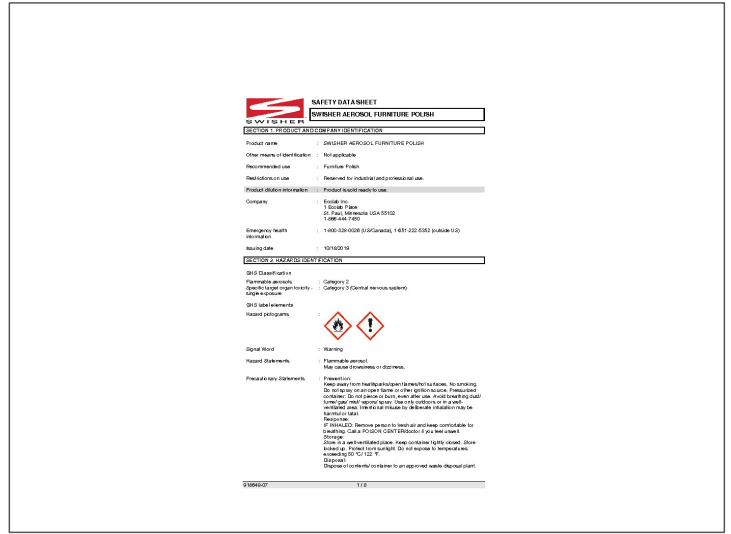 SAFETY DATA SHEET
SWISHER AEROSOL FURNITURE POLISH
SWISHER
SECTION 1. PRODUCT AND COMPANY IDENTIFICATION
Product name : SWISHER AEROSOL FURNITURE POLISH
Other means of identification : Not applicable
Recommended use : Furniture Polish
Restrictions on use : Reserved for industrial and professional use.
Product dilution information : Product is sold ready to use.
Company : Ecolab Inc.
1 Ecolab Place
St. Paul, Minnesota USA 55102
1-866-444-7450
Emergency health : 1-800-328-0026 (US/Canada), 1-651-222-5352 (outside US)
information
Issuing date : 10/18/2019
SECTION 2. HAZARDS IDENTIFICATION
GHS Classification
Flammable aerosols : Category 2
Specific target organ toxicity - : Category 3 (Central nervous system)
single exposure
GHS label elements
Hazard pictograms :
Signal Word : Warning
Hazard Statements : Flammable aerosol.
May cause drowsiness or dizziness.
Precautionary Statements : Prevention:
Keep away from heat/sparks/open flames/hot surfaces. No smoking.
Do not spray on an open flame or other ignition source. Pressurized
container: Do not pierce or burn, even after use. Avoid breathing dust/
fume/ gas/ mist/ vapors/ spray. Use only outdoors or in a well-
ventilated area. Intentional misuse by deliberate inhalation may be
harmful or fatal.
Response:
IF INHALED: Remove person to fresh air and keep comfortable for
breathing. Call a POISON CENTER/doctor if you feel unwell.
Storage:
Store in a well-ventilated place. Keep container tightly closed. Store
locked up. Protect from sunlight. Do not expose to temperatures
exceeding 50 °C/ 122 °F.
Disposal:
Dispose of contents/ container to an approved waste disposal plant.
918649-07 1 / 8